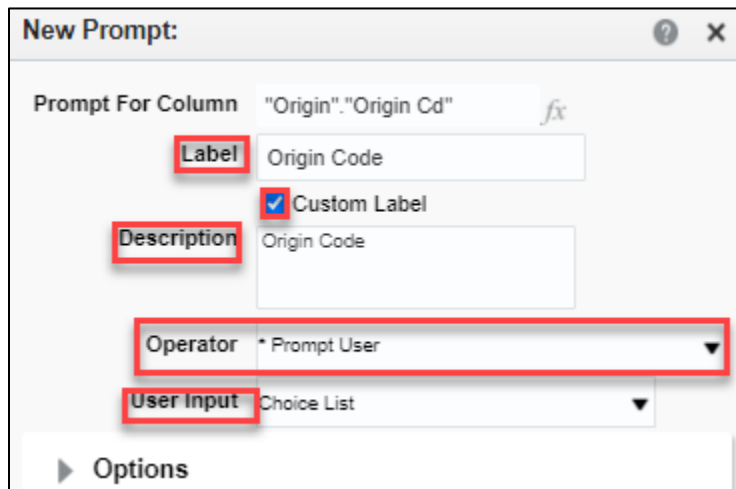 New Prompt:
Prompt For Column "Origin"."Origin Cd" fx
Label Origin Code
Custom Label
Description Origin Code
Operator * Prompt User
User Input Choice List
Options